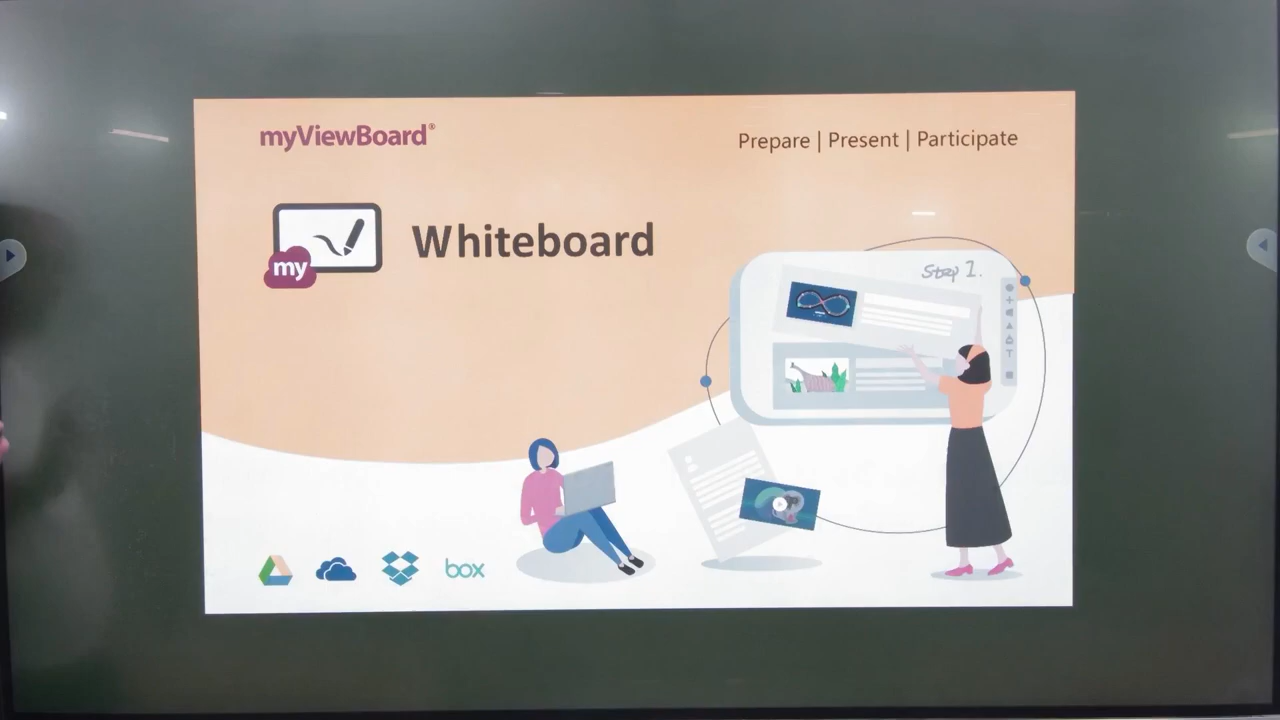 myViewBoard®
Prepare | Present | Participate
Whiteboard
my
Step 1.
T
box